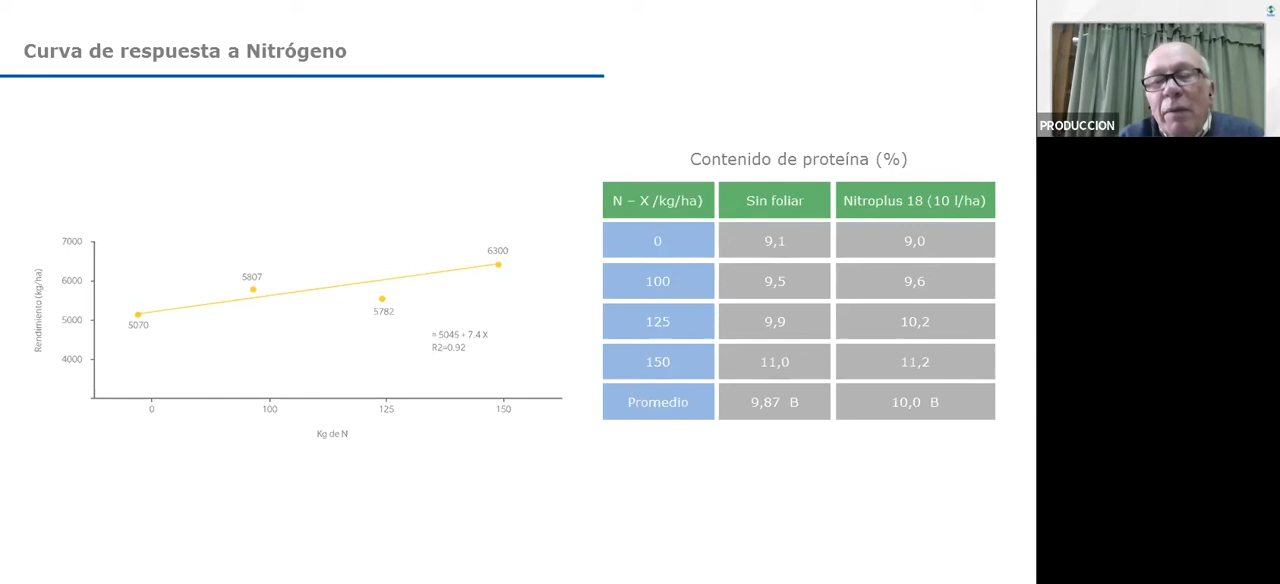 Curva de respuesta a Nitrógeno
PRODUCCION
Contenido de proteína (%)
N – X /kg/ha) Sin foliar Nitroplus 18 (10 l/ha)
0 9,1 9,0
100 9,5 9,6
125 9,9 10,2
150 11,0 11,2
Promedio 9,87 B 10,0 B
Rendimiento (kg/ha)
7000
6000
5000
4000
5070
5807
5782
6300
= 5045 + 7.4 X
R2=0.92
0 100 125 150
Kg de N